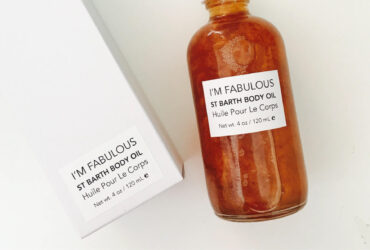 I'M FABULOUS
ST BARTH BODY OIL
Huile Pour Le Corps
Net wt. 4 oz / 120 mL ℮
I'M FABULOUS
ST BARTH BODY OIL
Huile Pour Le Corps
Net wt. 4 oz / 120 mL ℮